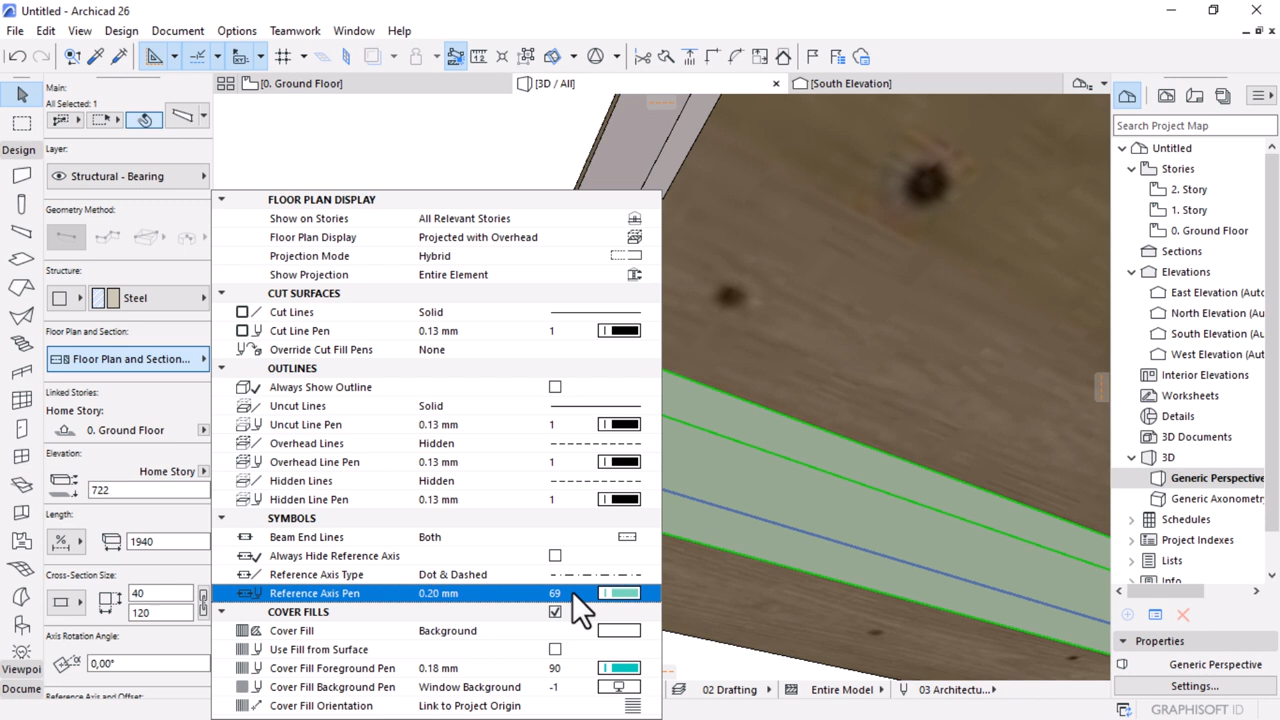 Untitled - Archicad 26
File Edit View Design Document Options Teamwork Window Help
Main:
All Selected: 1
[0. Ground Floor]
[3D / All]
[South Elevation]
Design
Layer:
Structural - Bearing
Geometry Method:
Structure:
Steel
Floor Plan and Section:
Floor Plan and Section...
Linked Stories:
Home Story:
0. Ground Floor
Elevation:
Home Story
722
Length:
1940
Cross-Section Size:
40
120
Axis Rotation Angle:
0,00°
Reference Axis and Offset:
Viewpoi
Docume
FLOOR PLAN DISPLAY
Show on Stories All Relevant Stories
Floor Plan Display Projected with Overhead
Projection Mode Hybrid
Show Projection Entire Element
CUT SURFACES
Cut Lines Solid
Cut Line Pen 0.13 mm 1
Override Cut Fill Pens None
OUTLINES
Always Show Outline
Uncut Lines Solid
Uncut Line Pen 0.13 mm 1
Overhead Lines Hidden
Overhead Line Pen 0.13 mm 1
Hidden Lines Hidden
Hidden Line Pen 0.13 mm 1
SYMBOLS
Beam End Lines Both
Always Hide Reference Axis
Reference Axis Type Dot & Dashed
Reference Axis Pen 0.20 mm 69
COVER FILLS
Cover Fill Background
Use Fill from Surface
Cover Fill Foreground Pen 0.18 mm 90
Cover Fill Background Pen Window Background -1
Cover Fill Orientation Link to Project Origin
02 Drafting
Entire Model
03 Architectu...
Search Project Map
Untitled
Stories
2. Story
1. Story
0. Ground Floor
Sections
Elevations
East Elevation (Auto
North Elevation (Au
South Elevation (Au
West Elevation (Aut
Interior Elevations
Worksheets
Details
3D Documents
3D
Generic Perspective
Generic Axonometry
Schedules
Project Indexes
Lists
Info
Properties
Generic Perspective
Settings...
GRAPHISOFT ID